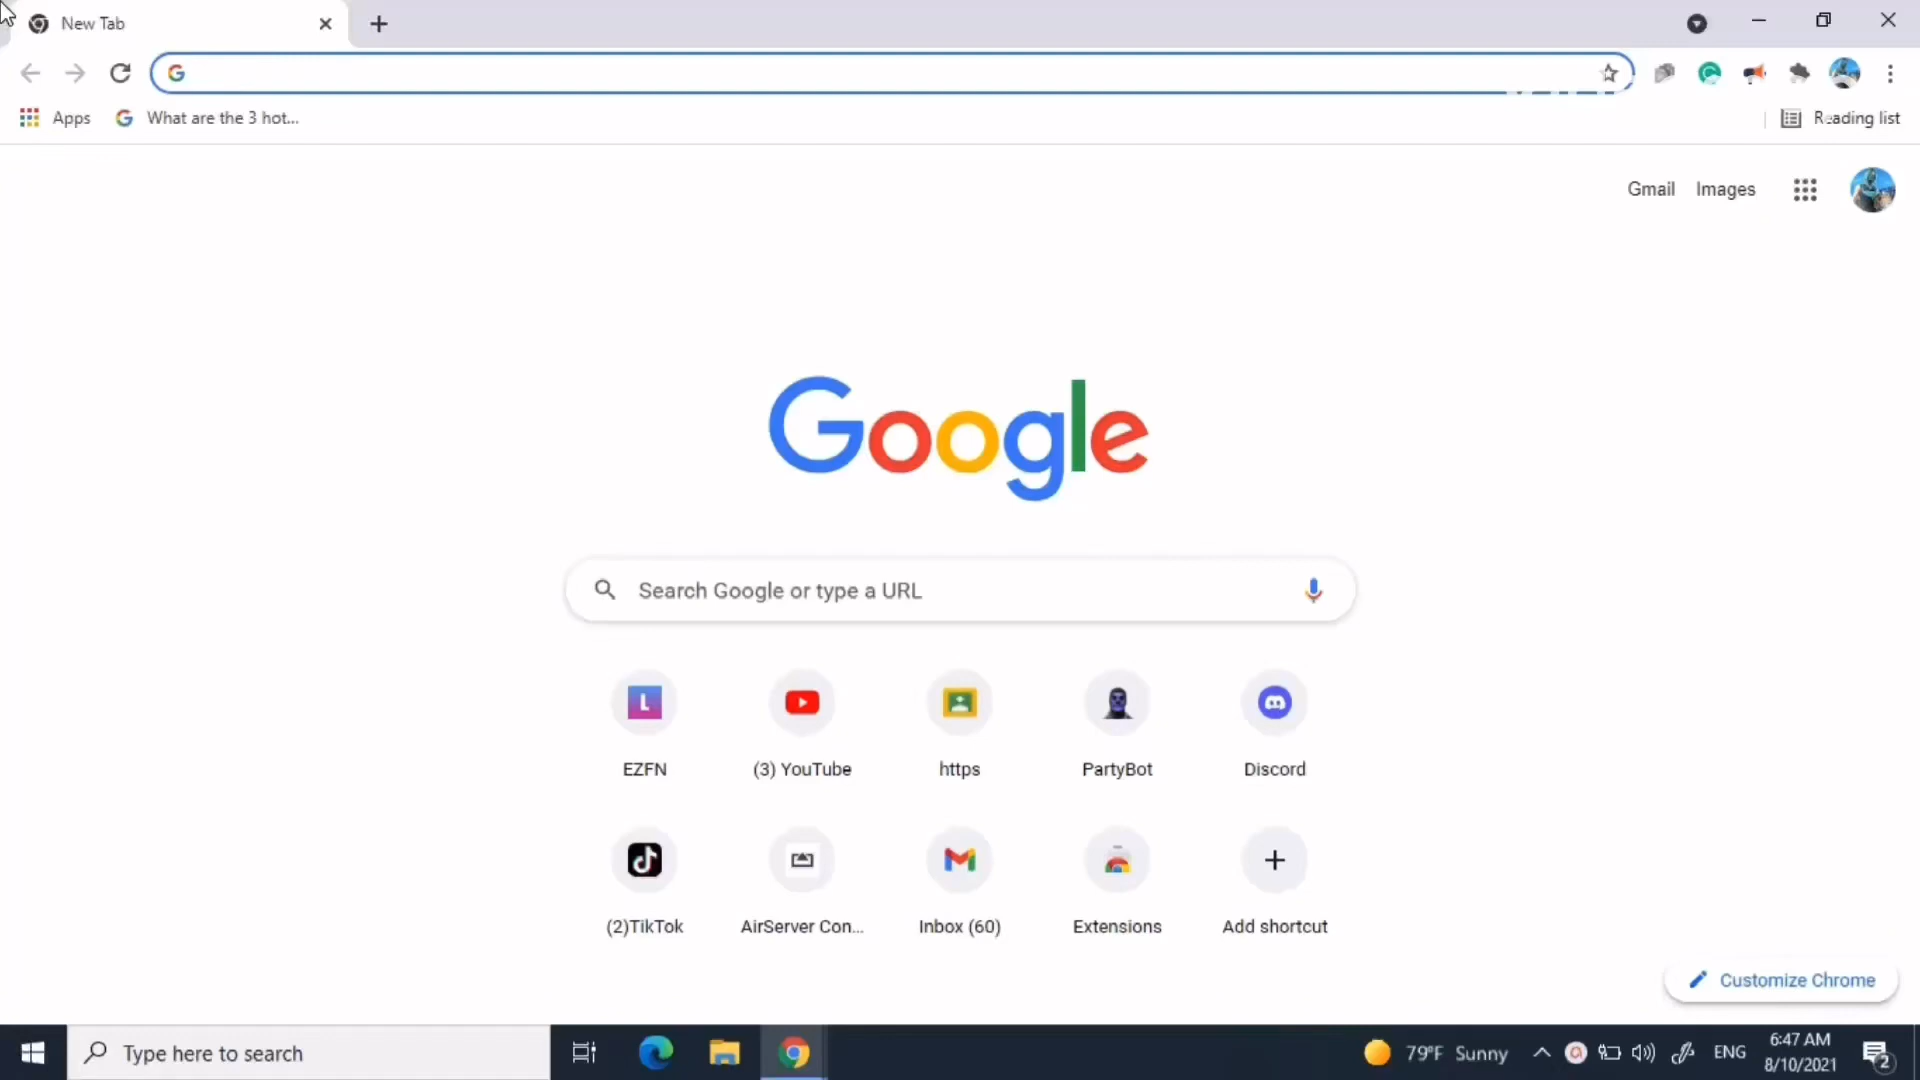 New Tab
Apps
What are the 3 hot...
Reading list
Gmail
Images
Google
Search Google or type a URL
EZFN
(3) YouTube
https
PartyBot
Discord
(2)TikTok
AirServer Con...
Inbox (60)
Extensions
Add shortcut
Customize Chrome
Type here to search
79°F Sunny
ENG
6:47 AM
8/10/2021
2